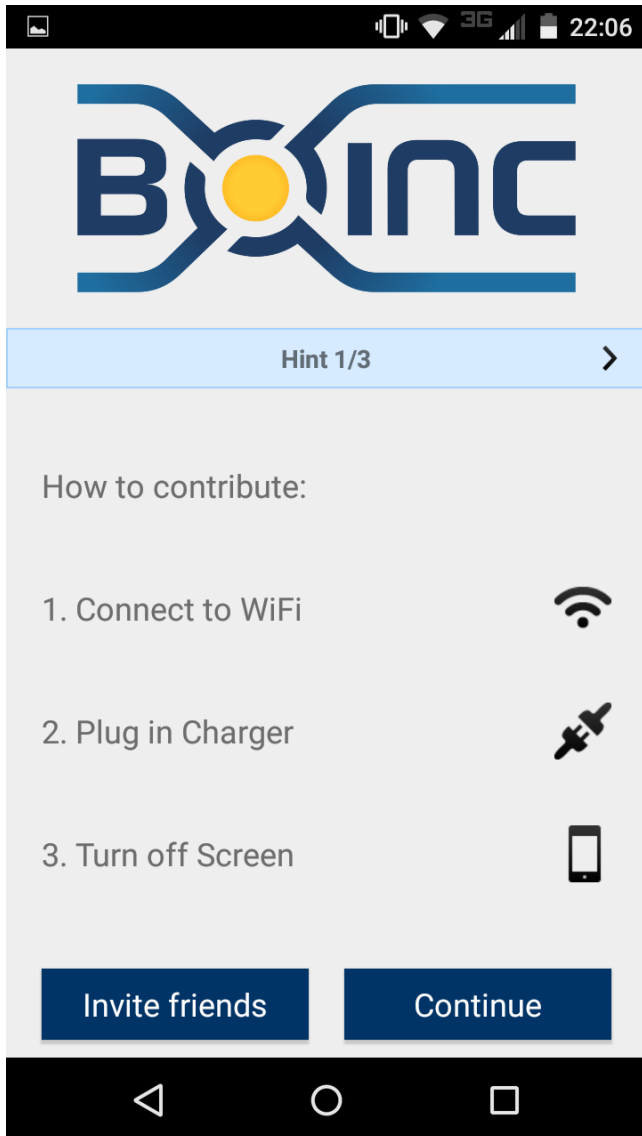 3G 22:06
BOINC
Hint 1/3
How to contribute:
1. Connect to WiFi
2. Plug in Charger
3. Turn off Screen
Invite friends Continue